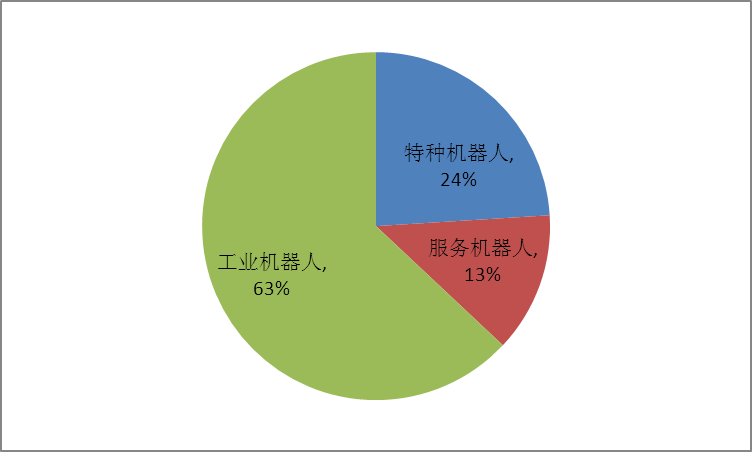 特种机器人,
24%
服务机器人,
13%
工业机器人,
63%